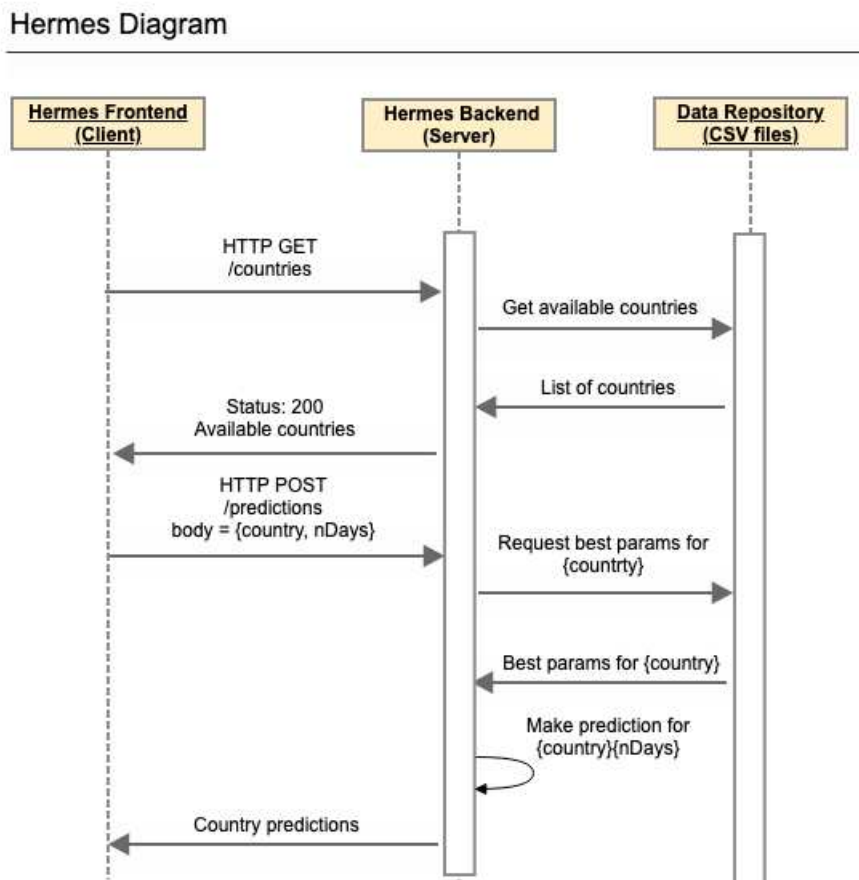 Hermes Diagram
Hermes Frontend
(Client)
Hermes Backend
(Server)
Data Repository
(CSV files)
HTTP GET
/countries
Get available countries
List of countries
Status: 200
Available countries
HTTP POST
/predictions
body = {country, nDays}
Request best params for
{countrty}
Best params for {country}
Make prediction for
{country}{nDays}
Country predictions